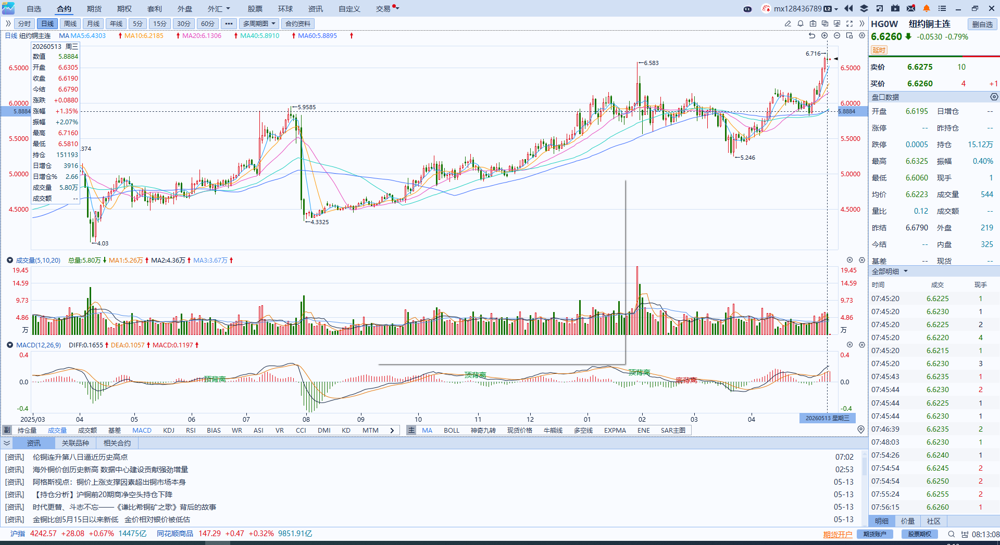 自选 合约 期货 期权 套利 外盘 外汇 股票 环球 资讯 自定义 交易 mx128436789 L2
分时 日线 周线 月线 年线 5分 15分 30分 60分 ••• 多周期图 合约资料
日线 纽约铜主连 MA MA5:6.4303 MA10:6.2185 MA20:6.1306 MA40:5.8910 MA60:5.8895
20260513 周三
数值 5.8884
开盘 6.6305
收盘 6.6190
今结 6.6790
涨跌 +0.0880
涨幅 +1.35%
振幅 +2.07%
最高 6.7160
最低 6.5810
持仓 151193
日增仓 3916
日增仓% 2.66
成交量 5.80万
成交额 --
6.5000
6.0000
5.8884
5.5000
5.0000
4.5000
.374
4.03
5.9585
4.3325
6.583
5.246
6.716
6.5000
6.0000
5.8884
5.5000
5.0000
4.5000
成交量(5,10,20) 总量:5.80万 MA1:5.26万 MA2:4.36万 MA3:3.67万
19.45 19.45
14.59 14.59
9.73 9.73
4.86 4.86
万 万
MACD(12,26,9) DIFF:0.1655 DEA:0.1057 MACD:0.1197
0.4 0.4
顶背离 顶背离 顶背离 底背离
0.0 0.0
-0.4 -0.4
2025/03 04 05 06 07 08 09 10 11 12 01 02 03 04 20260513 星期三
副 持仓量 成交量 成交额 基差 MACD KDJ RSI BIAS WR ASI VR CCI DMI KD MTM 主 MA BOLL 神奇九转 现货价格 牛熊线 多空线 EXPMA ENE SAR主图
资讯 关联品种 相关合约
[资讯] 伦铜连升第八日逼近历史高点 07:02
[资讯] 海外铜价创历史新高 数据中心建设贡献强劲增量 02:53
[资讯] 阿格斯视点：铜价上涨支撑因素超出铜市场本身 05-13
[资讯] 【持仓分析】沪铜前20期商净空头持仓下降 05-13
[资讯] 时代更替、斗志不忘——《谦比希铜矿之歌》背后的故事 05-13
[资讯] 金铜比创5月15日以来新低 金价相对银价被低估 05-13
沪指 4242.57 +28.08 +0.67% 14475亿 同花顺商品 147.29 +0.47 +0.32% 9851.91亿
期货开户 期货账户 股票期权 08:13:08
HG0W 纽约铜主连 删自选
6.6260 -0.0530 -0.79%
延时
卖价 6.6275 10
买价 6.6260 4 +1
盘口数据
开盘 6.6195 日增仓 --
涨停 -- 昨持仓 --
跌停 0.0005 持仓 15.12万
最高 6.6325 振幅 0.40%
最低 6.6060 现手 1
均价 6.6223 成交量 544
量比 0.12 成交额 --
昨结 6.6790 外盘 219
今结 -- 内盘 325
基差 -- 现货 --
全部明细
时间 成交 现手
07:45:20 6.6225 1
07:45:20 6.6230 1
07:45:20 6.6225 2
07:45:20 6.6220 4
07:45:20 6.6215 1
07:45:20 6.6230 3
07:45:43 6.6235 1
07:45:44 6.6230 2
07:45:44 6.6225 1
07:45:44 6.6230 1
07:46:39 6.6235 2
07:48:03 6.6230 1
07:54:26 6.6240 1
07:54:54 6.6245 2
07:54:54 6.6250 2
07:55:24 6.6255 2
07:56:15 6.6260 1
明细 价量 社区